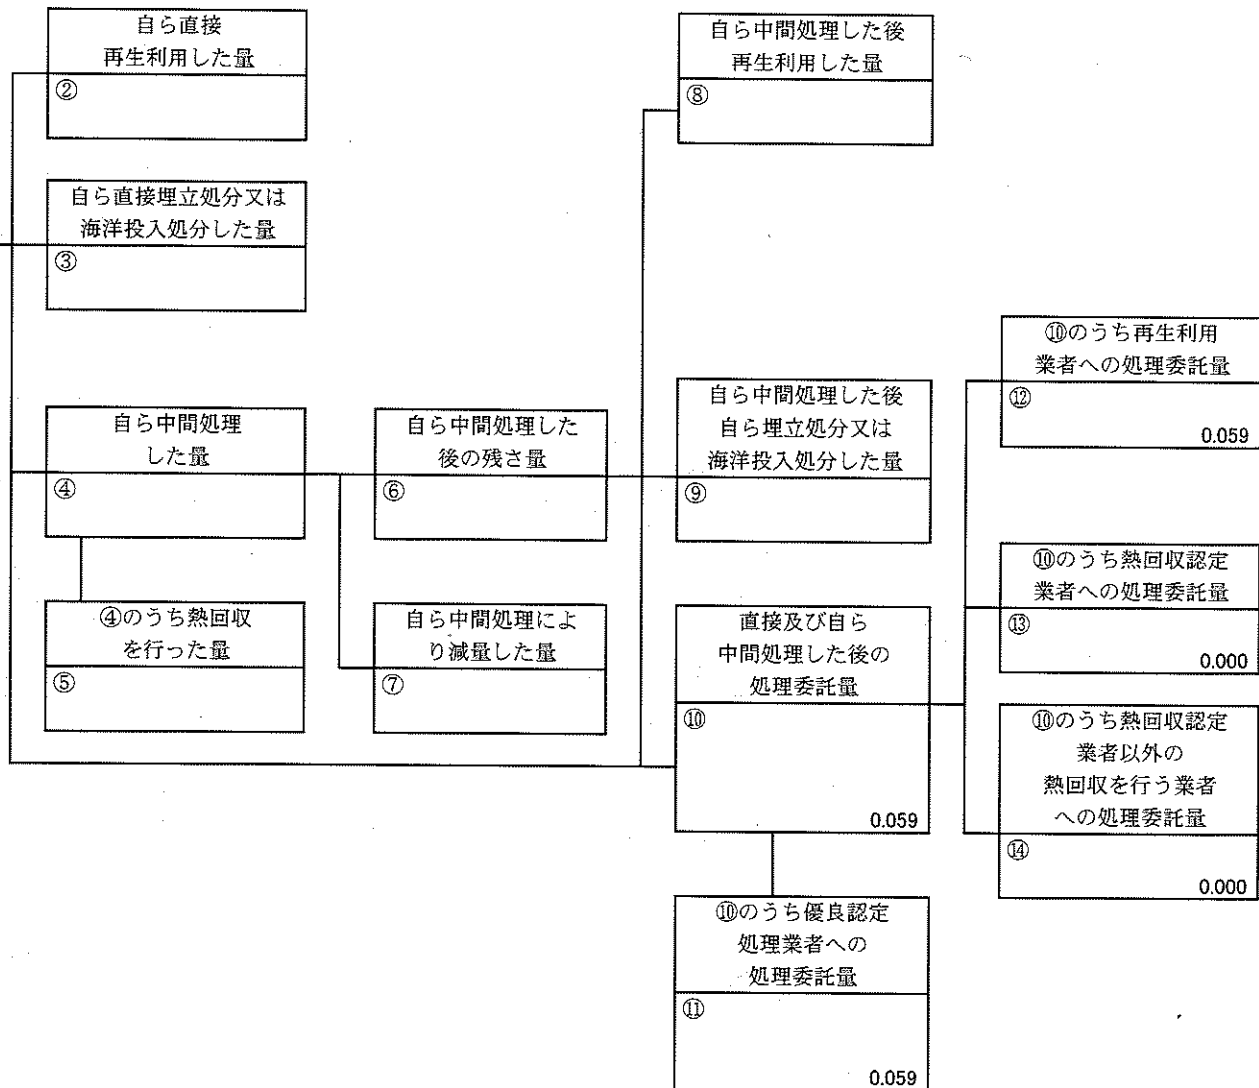 自ら直接
再生利用した量
②
自ら中間処理した後
再生利用した量
⑧
自ら直接埋立処分又は
海洋投入処分した量
③
⑩のうち再生利用
業者への処理委託量
⑫
0.059
自ら中間処理
した量
④
自ら中間処理した
後の残さ量
⑥
自ら中間処理した後
自ら埋立処分又は
海洋投入処分した量
⑨
⑩のうち熱回収認定
業者への処理委託量
⑬
0.000
④のうち熱回収
を行った量
⑤
自ら中間処理によ
り減量した量
⑦
直接及び自ら
中間処理した後の
処理委託量
⑩
0.059
⑩のうち熱回収認定
業者以外の
熱回収を行う業者
への処理委託量
⑭
0.000
⑩のうち優良認定
処理業者への
処理委託量
⑪
0.059